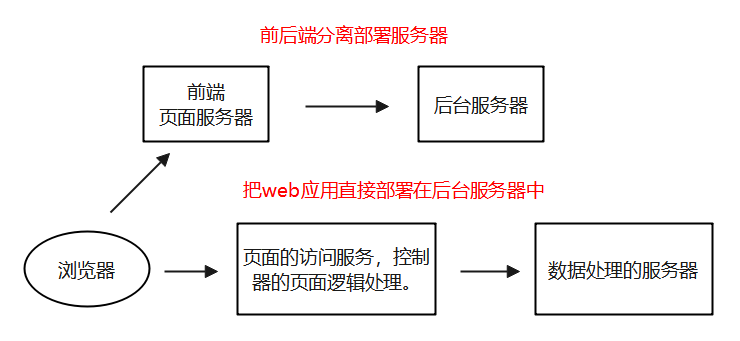 前后端分离部署服务器
前端
页面服务器
后台服务器
把web应用直接部署在后台服务器中
浏览器
页面的访问服务，控制
器的页面逻辑处理。
数据处理的服务器